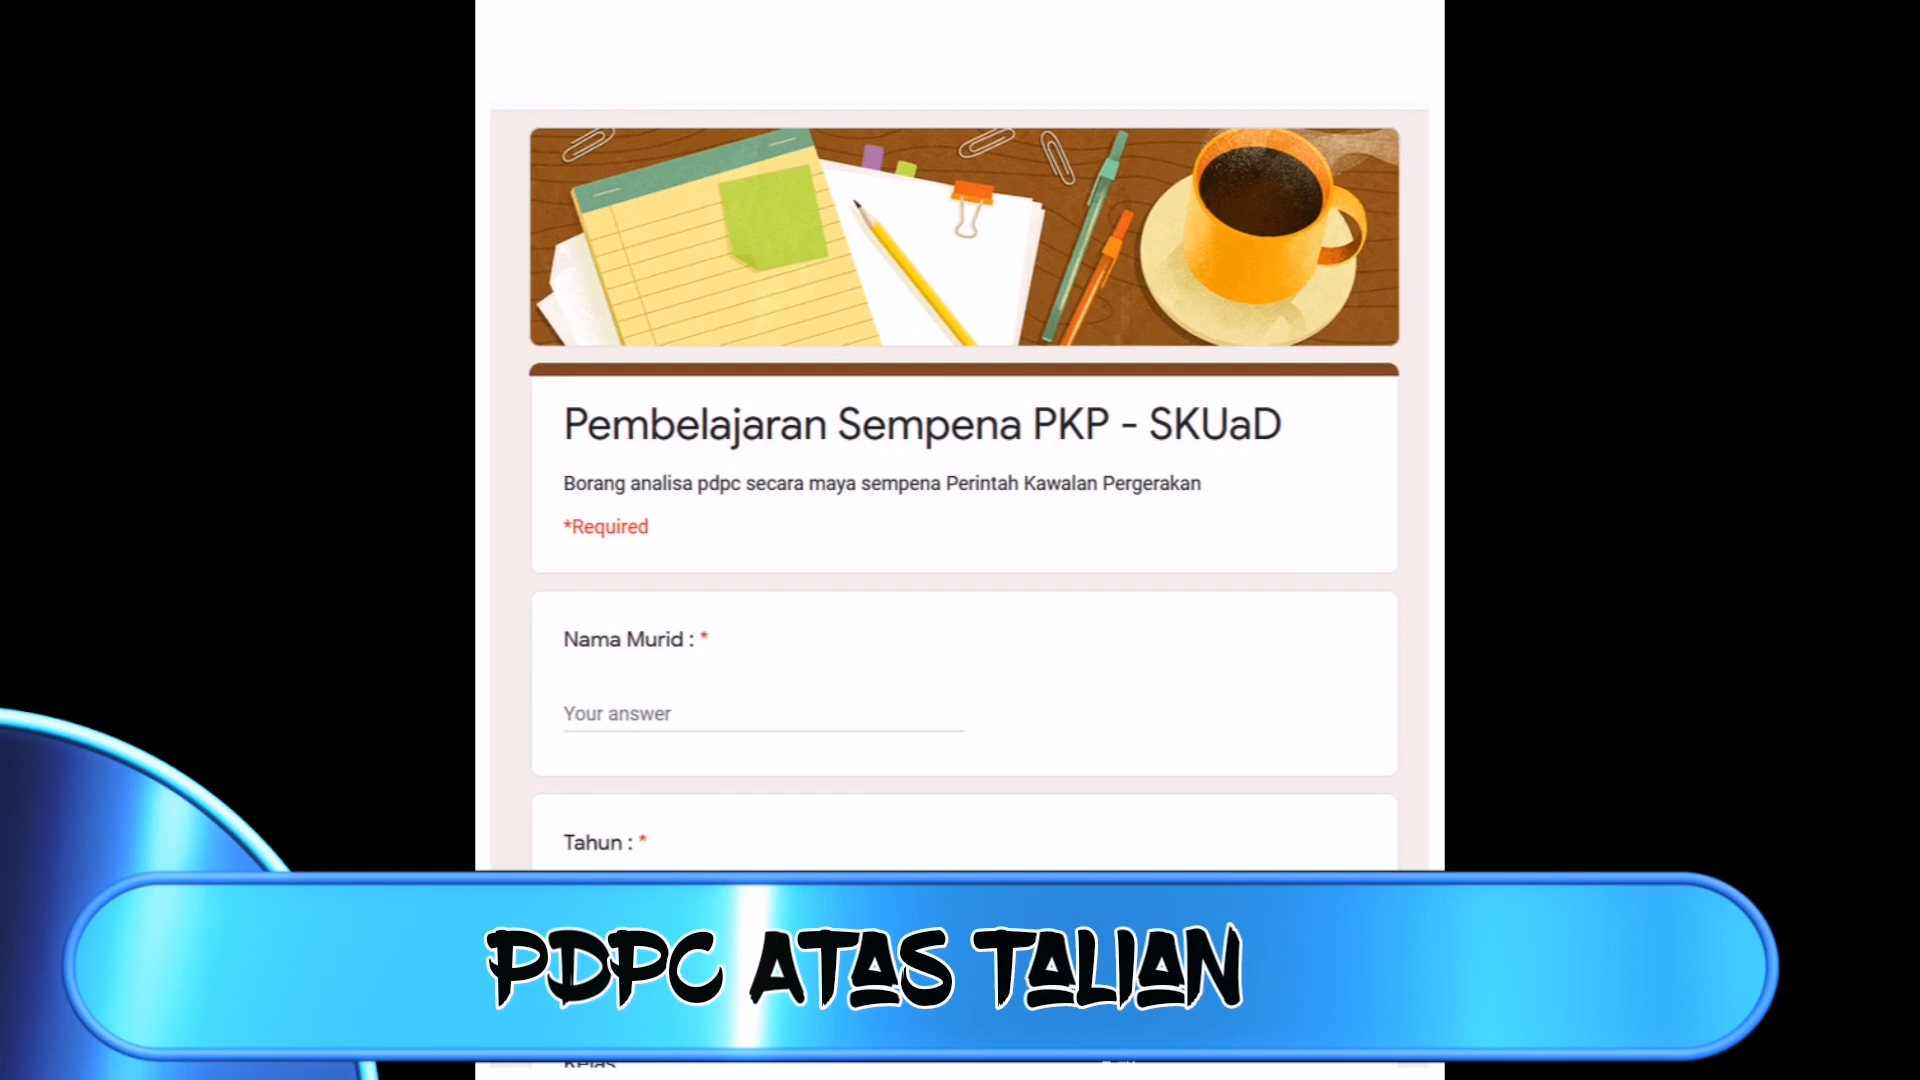 Pembelajaran Sempena PKP - SKUaD
Borang analisa pdpc secara maya sempena Perintah Kawalan Pergerakan
*Required
Nama Murid : *
Your answer
Tahun : *
PDPC ATAS TALIAN